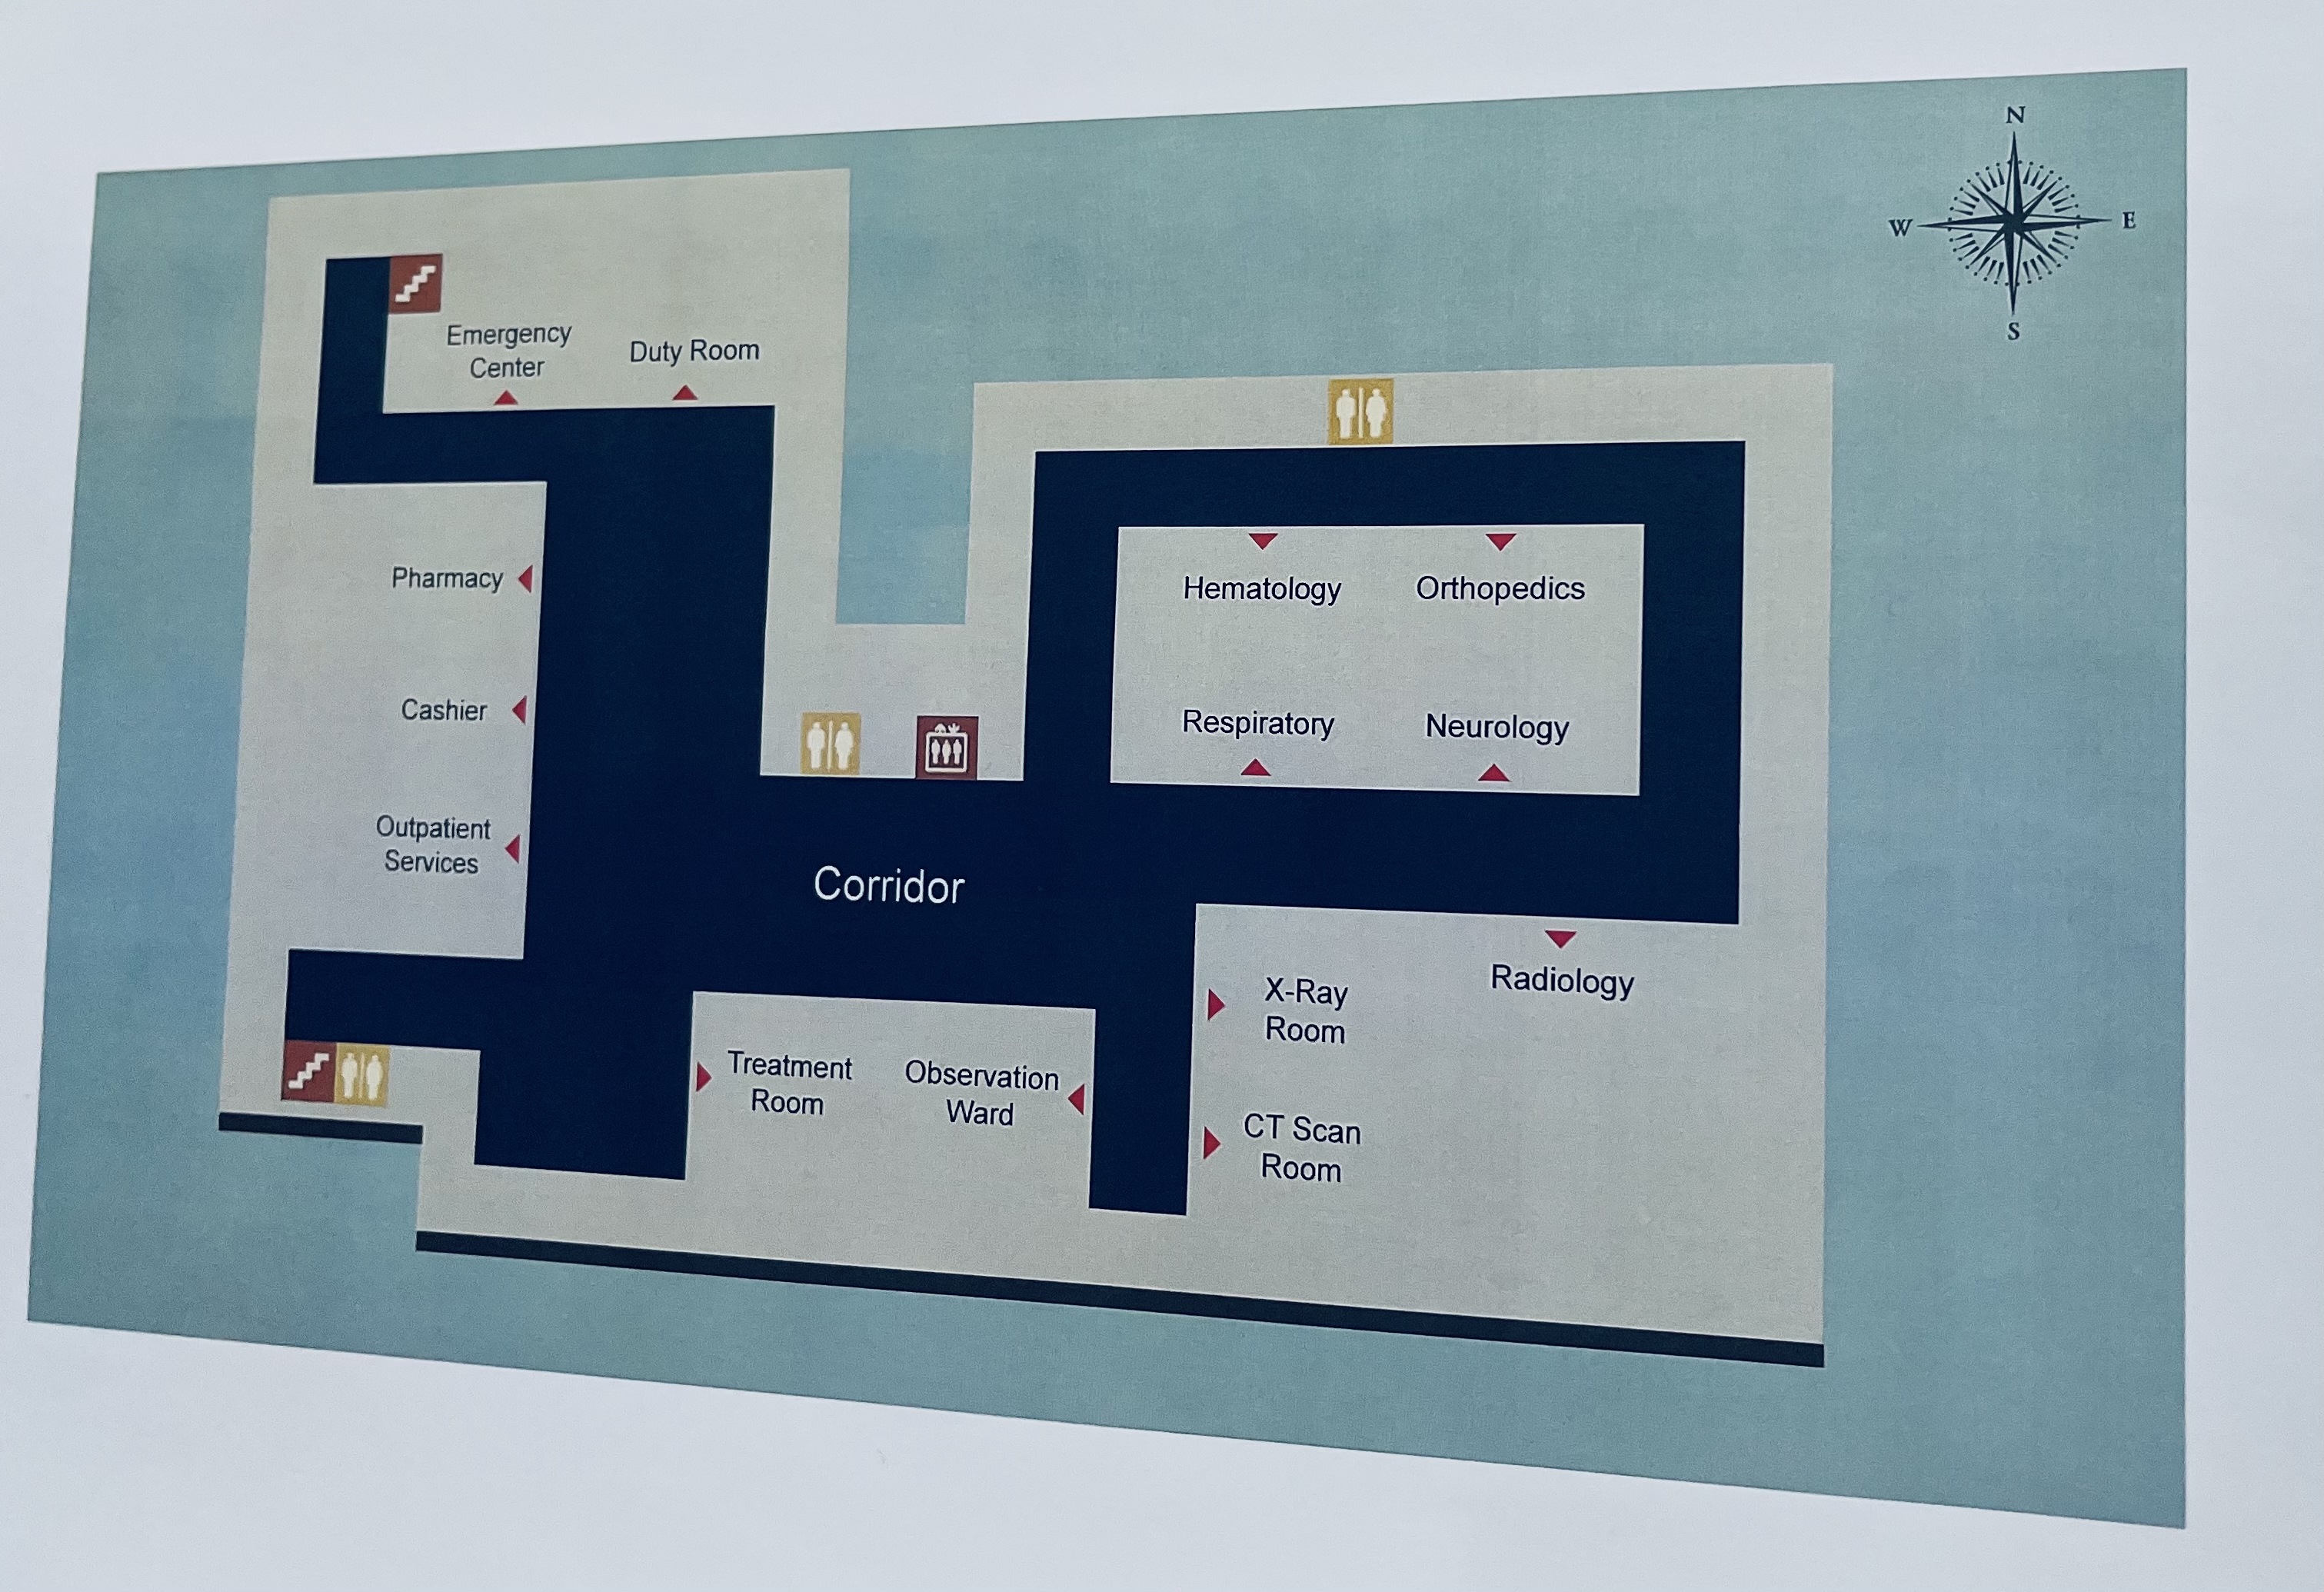 N
W
E
S
Emergency
Center
Duty Room
Pharmacy
Cashier
Outpatient
Services
Hematology
Orthopedics
Respiratory
Neurology
Corridor
Treatment
Room
Observation
Ward
X-Ray
Room
Radiology
CT Scan
Room